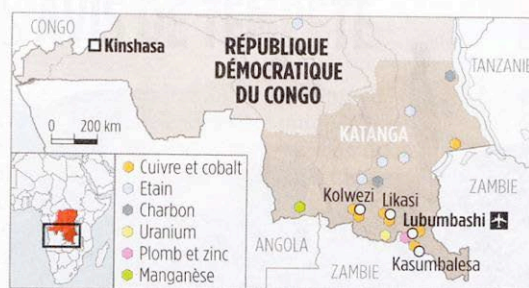 CONGO
Kinshasa
RÉPUBLIQUE
DÉMOCRATIQUE
DU CONGO
TANZANIE
0 200 km
KATANGA
Cuivre et cobalt
Etain
Charbon
Uranium
Plomb et zinc
Manganèse
Kolwezi
Likasi
ZAMBIE
Lubumbashi
ANGOLA
Kasumbalesa
ZAMBIE